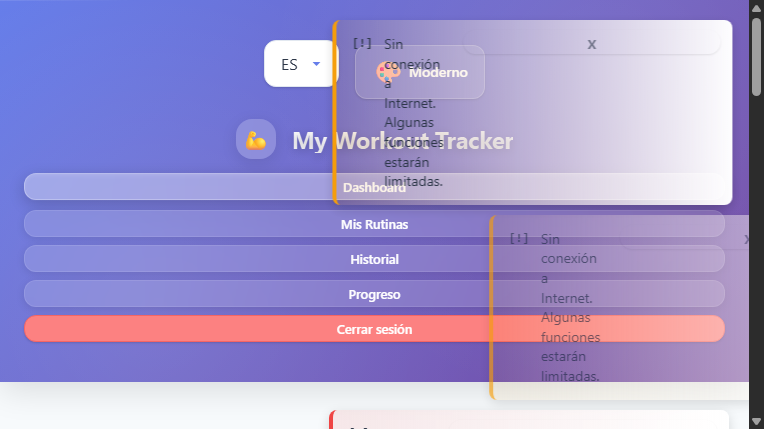 ES
Moderno
My Workout Tracker
Dashboard
Mis Rutinas
Historial
Progreso
Cerrar sesión
[!] Sin x
conexión
a
Internet.
Algunas
funciones
estarán
limitadas.
[!] Sin x
conexión
a
Internet.
Algunas
funciones
estarán
limitadas.